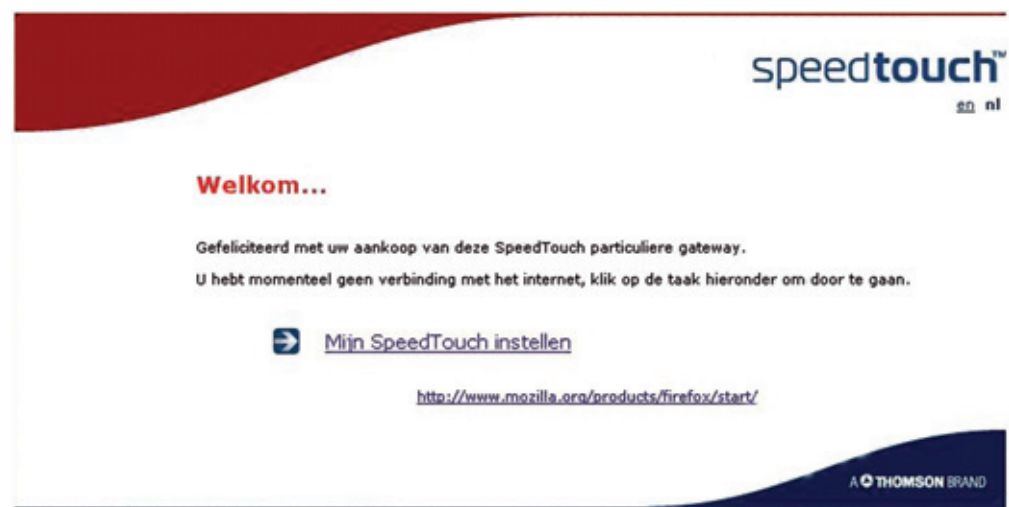 speedtouch™
en nl
Welkom...
Gefeliciteerd met uw aankoop van deze SpeedTouch particuliere gateway.
U hebt momenteel geen verbinding met het internet, klik op de taak hieronder om door te gaan.
Mijn SpeedTouch instellen
http://www.mozilla.org/products/firefox/start/
A THOMSON BRAND